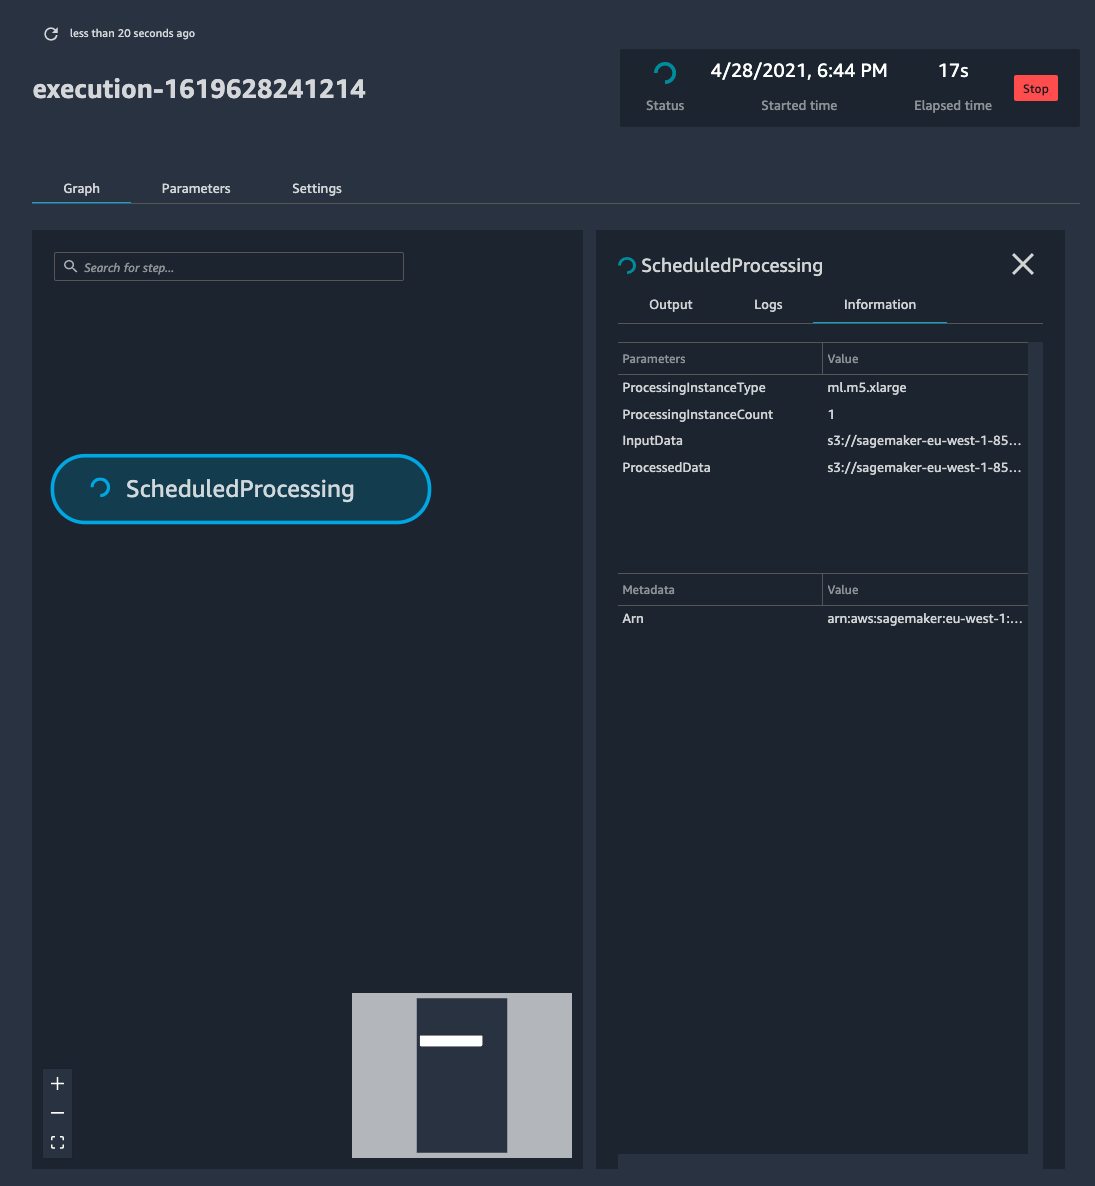 less than 20 seconds ago
execution-1619628241214
4/28/2021, 6:44 PM
17s
Stop
Status
Started time
Elapsed time
Graph
Parameters
Settings
Search for step...
ScheduledProcessing
ScheduledProcessing
Output
Logs
Information
Parameters
Value
ProcessingInstanceType
ml.m5.xlarge
ProcessingInstanceCount
1
InputData
s3://sagemaker-eu-west-1-85...
ProcessedData
s3://sagemaker-eu-west-1-85...
Metadata
Value
Arn
arn:aws:sagemaker:eu-west-1:...